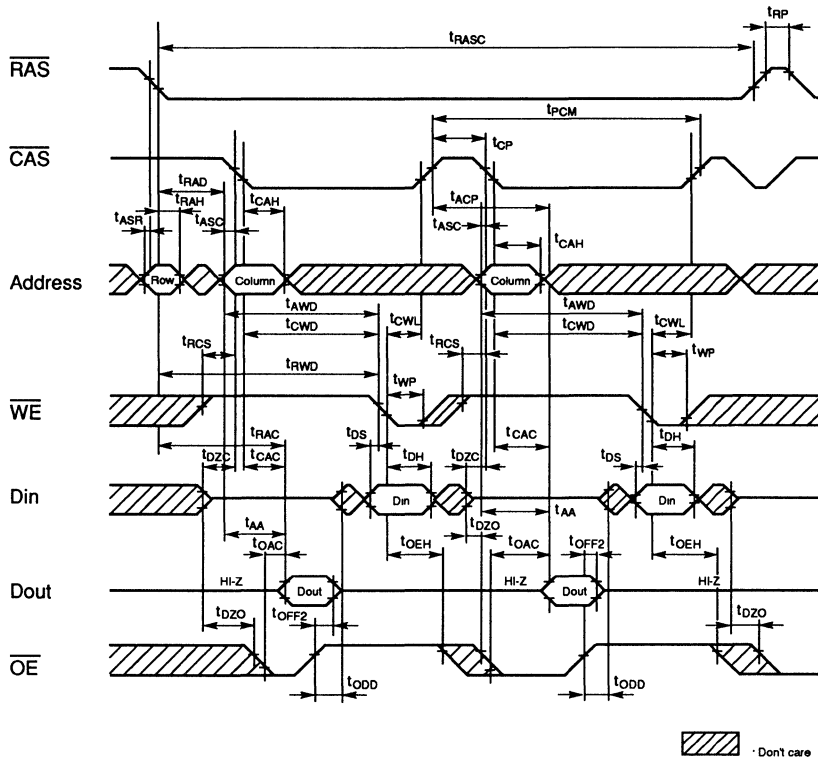 tRP
tRASC
RAS
tPCM
tCP
CAS
tRAD
tRAH
tCAH
tACP
tASR
tASC
tASC
tCAH
Address
Row
Column
Column
tAWD
tAWD
tCWD
tCWL
tCWD
tCWL
tRCS
tRCS
tRWD
tWP
tWP
WE
tRAC
tDS
tCAC
tDH
tDZC
tCAC
tDH
tDZC
tDS
Din
Din
Din
tAA
tAA
tOAC
tDZO
tOEH
tOAC
tOFF2
tOEH
Dout
HI-Z
Dout
HI-Z
Dout
HI-Z
tDZO
tOFF2
tDZO
OE
tODD
tODD
Don't care